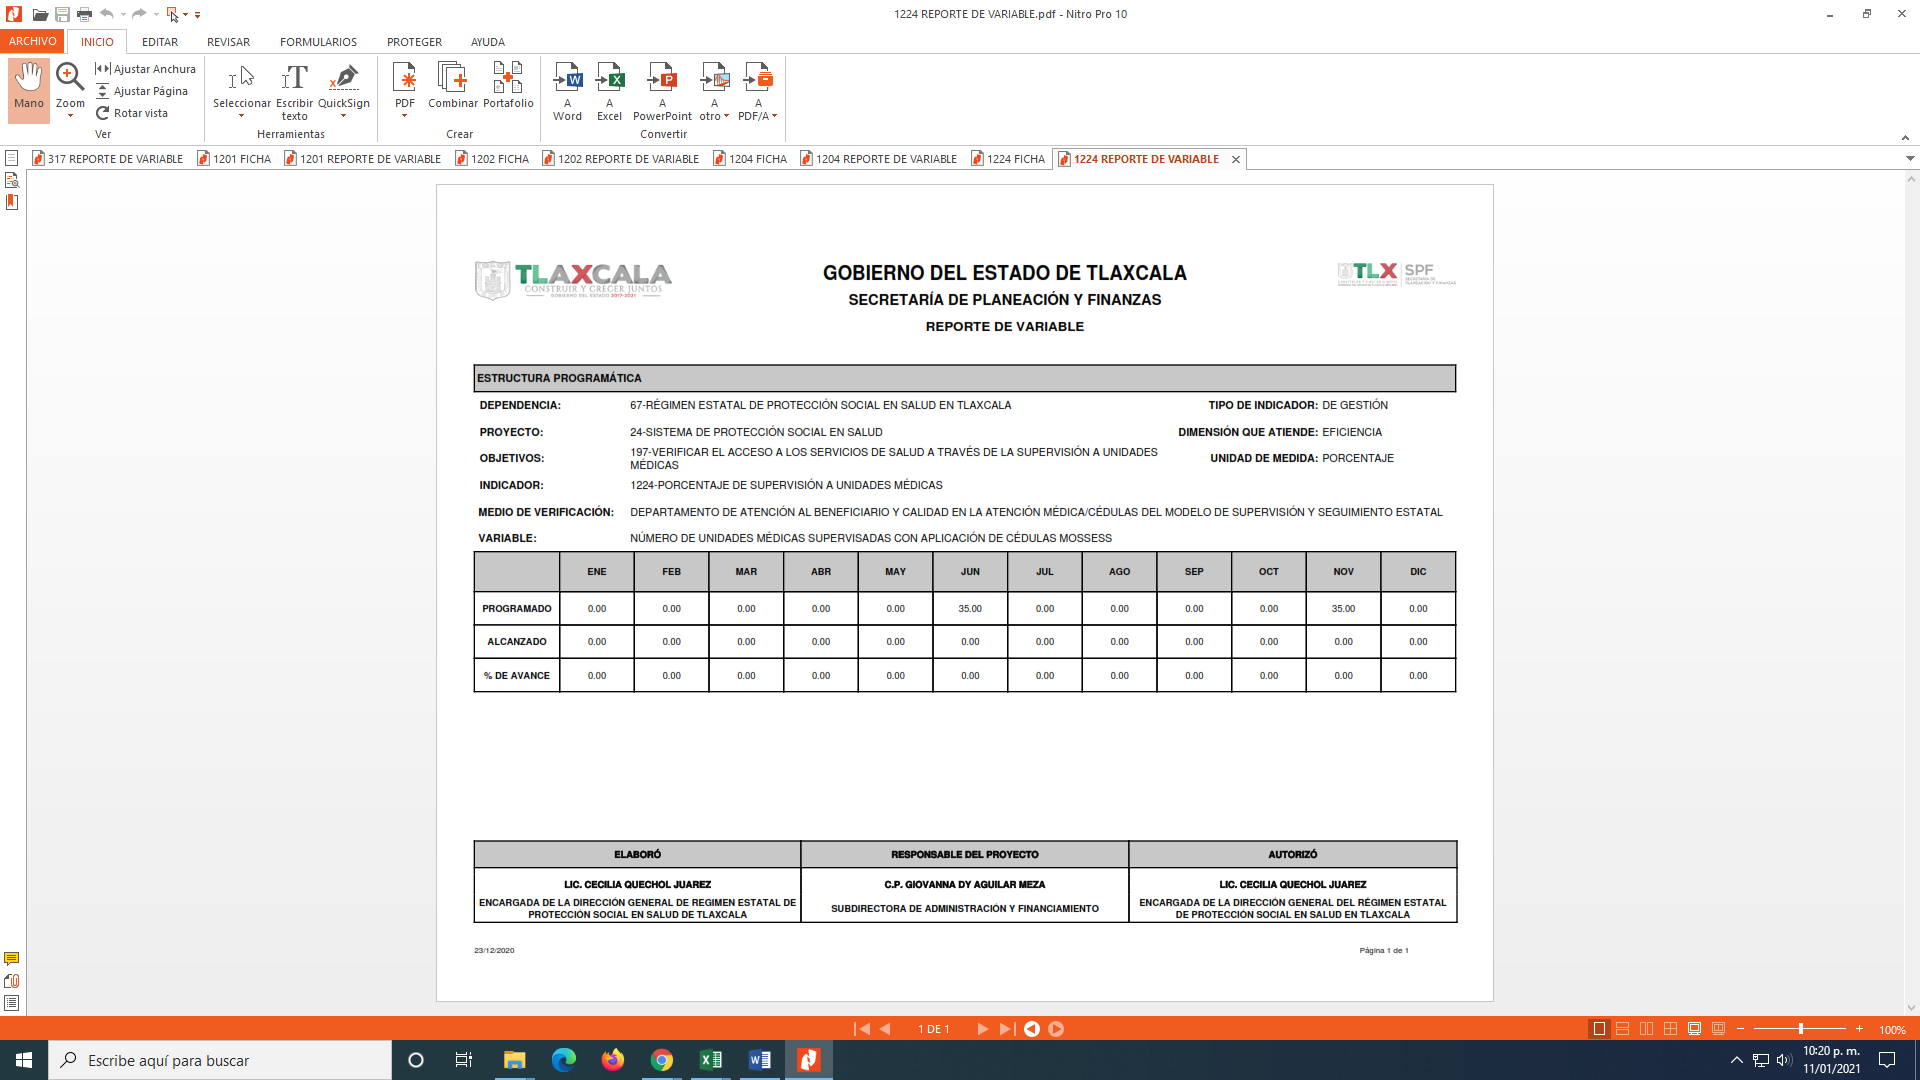 1224 REPORTE DE VARIABLE.pdf - Nitro Pro 10
ARCHIVO INICIO EDITAR REVISAR FORMULARIOS PROTEGER AYUDA
Mano Zoom Ajustar Anchura Ajustar Página Rotar vista
Ver
Seleccionar Escribir texto QuickSign
Herramientas
PDF Combinar Portafolio
Crear
A Word A Excel A PowerPoint A otro A PDF/A
Convertir
317 REPORTE DE VARIABLE 1201 FICHA 1201 REPORTE DE VARIABLE 1202 FICHA 1202 REPORTE DE VARIABLE 1204 FICHA 1204 REPORTE DE VARIABLE 1224 FICHA 1224 REPORTE DE VARIABLE
TLAXCALA
CONSTRUIR Y CRECER JUNTOS
GOBIERNO DEL ESTADO 2017-2021
GOBIERNO DEL ESTADO DE TLAXCALA
SECRETARÍA DE PLANEACIÓN Y FINANZAS
REPORTE DE VARIABLE
TLX SPF
SECRETARÍA DE
PLANEACIÓN Y FINANZAS
ESTRUCTURA PROGRAMÁTICA
DEPENDENCIA: 67-RÉGIMEN ESTATAL DE PROTECCIÓN SOCIAL EN SALUD EN TLAXCALA TIPO DE INDICADOR: DE GESTIÓN
PROYECTO: 24-SISTEMA DE PROTECCIÓN SOCIAL EN SALUD DIMENSIÓN QUE ATIENDE: EFICIENCIA
OBJETIVOS: 197-VERIFICAR EL ACCESO A LOS SERVICIOS DE SALUD A TRAVÉS DE LA SUPERVISIÓN A UNIDADES
MÉDICAS UNIDAD DE MEDIDA: PORCENTAJE
INDICADOR: 1224-PORCENTAJE DE SUPERVISIÓN A UNIDADES MÉDICAS
MEDIO DE VERIFICACIÓN: DEPARTAMENTO DE ATENCIÓN AL BENEFICIARIO Y CALIDAD EN LA ATENCIÓN MÉDICA/CÉDULAS DEL MODELO DE SUPERVISIÓN Y SEGUIMIENTO ESTATAL
VARIABLE: NÚMERO DE UNIDADES MÉDICAS SUPERVISADAS CON APLICACIÓN DE CÉDULAS MOSSESS
ENE FEB MAR ABR MAY JUN JUL AGO SEP OCT NOV DIC
PROGRAMADO 0.00 0.00 0.00 0.00 0.00 35.00 0.00 0.00 0.00 0.00 35.00 0.00
ALCANZADO 0.00 0.00 0.00 0.00 0.00 0.00 0.00 0.00 0.00 0.00 0.00 0.00
% DE AVANCE 0.00 0.00 0.00 0.00 0.00 0.00 0.00 0.00 0.00 0.00 0.00 0.00
ELABORÓ RESPONSABLE DEL PROYECTO AUTORIZÓ
LIC. CECILIA QUECHOL JUAREZ C.P. GIOVANNA DY AGUILAR MEZA LIC. CECILIA QUECHOL JUAREZ
ENCARGADA DE LA DIRECCIÓN GENERAL DE REGIMEN ESTATAL DE
PROTECCIÓN SOCIAL EN SALUD DE TLAXCALA
SUBDIRECTORA DE ADMINISTRACIÓN Y FINANCIAMIENTO
ENCARGADA DE LA DIRECCIÓN GENERAL DEL RÉGIMEN ESTATAL
DE PROTECCIÓN SOCIAL EN SALUD EN TLAXCALA
23/12/2020 Página 1 de 1
1 DE 1 100%
Escribe aquí para buscar
10:20 p. m.
11/01/2021